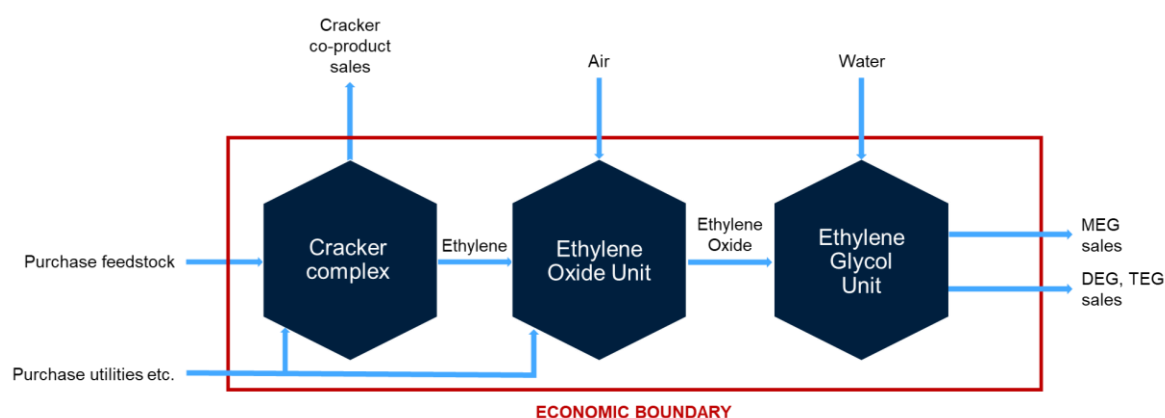 Cracker
co-product
sales
Air
Water
Cracker
complex
Ethylene
Ethylene
Oxide Unit
Ethylene
Oxide
Ethylene
Glycol
Unit
MEG
sales
DEG, TEG
sales
Purchase feedstock
Purchase utilities etc.
ECONOMIC BOUNDARY